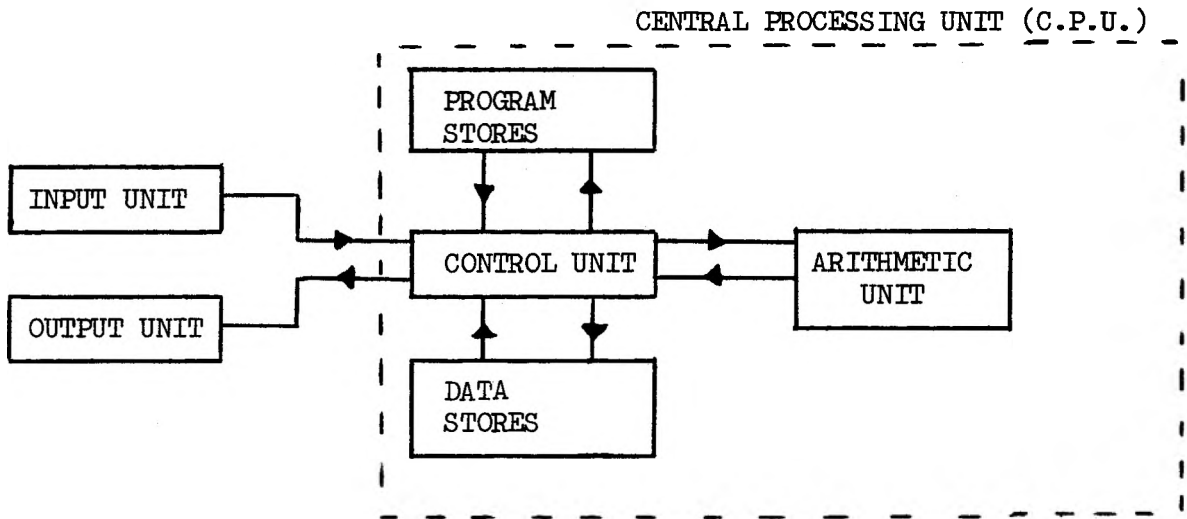 CENTRAL PROCESSING UNIT (C.P.U.)
PROGRAM
STORES
INPUT UNIT
CONTROL UNIT
ARITHMETIC
UNIT
OUTPUT UNIT
DATA
STORES